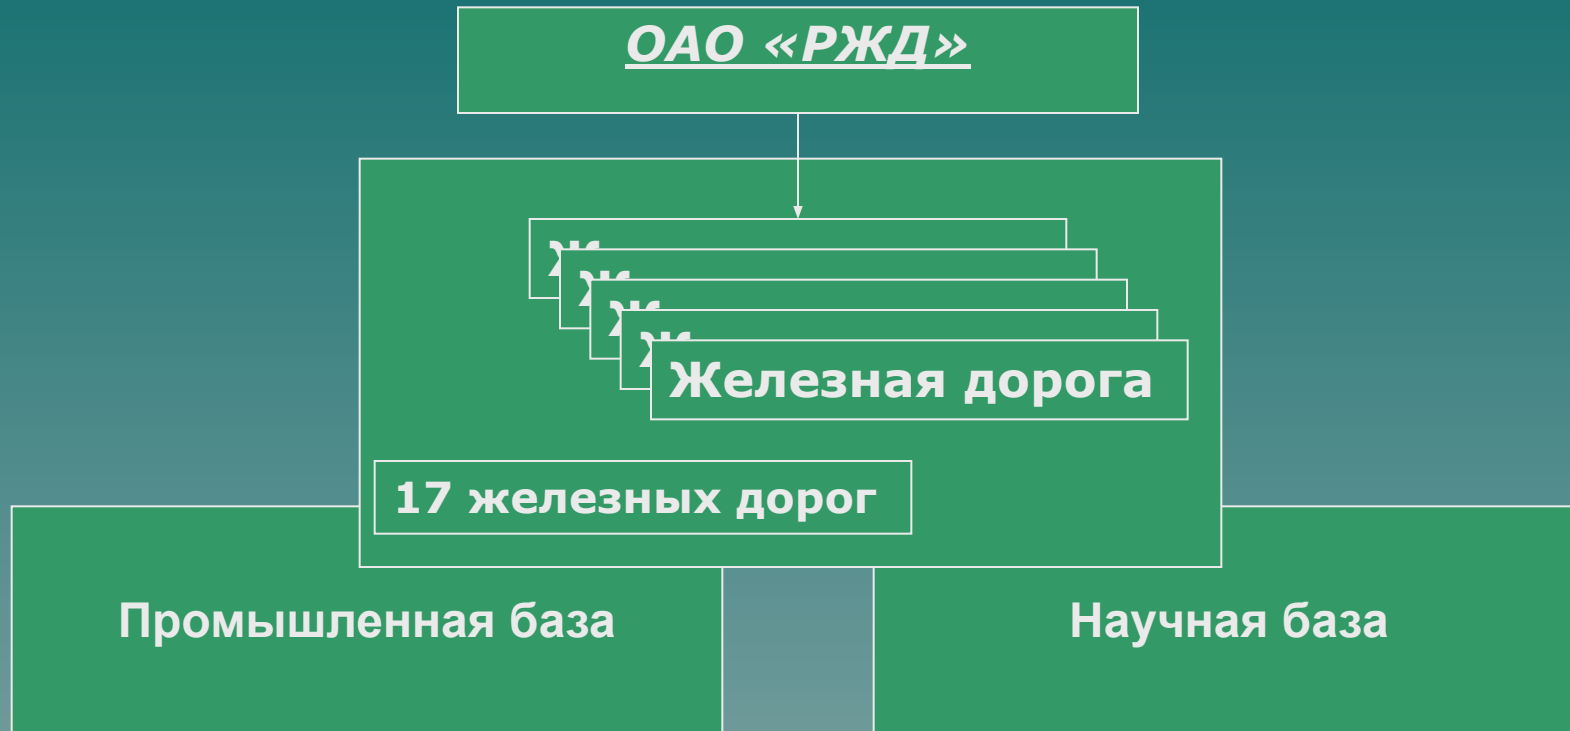 ОАО «РЖД»
Ж
Ж
Ж
Ж
Железная дорога
17 железных дорог
Промышленная база
Научная база